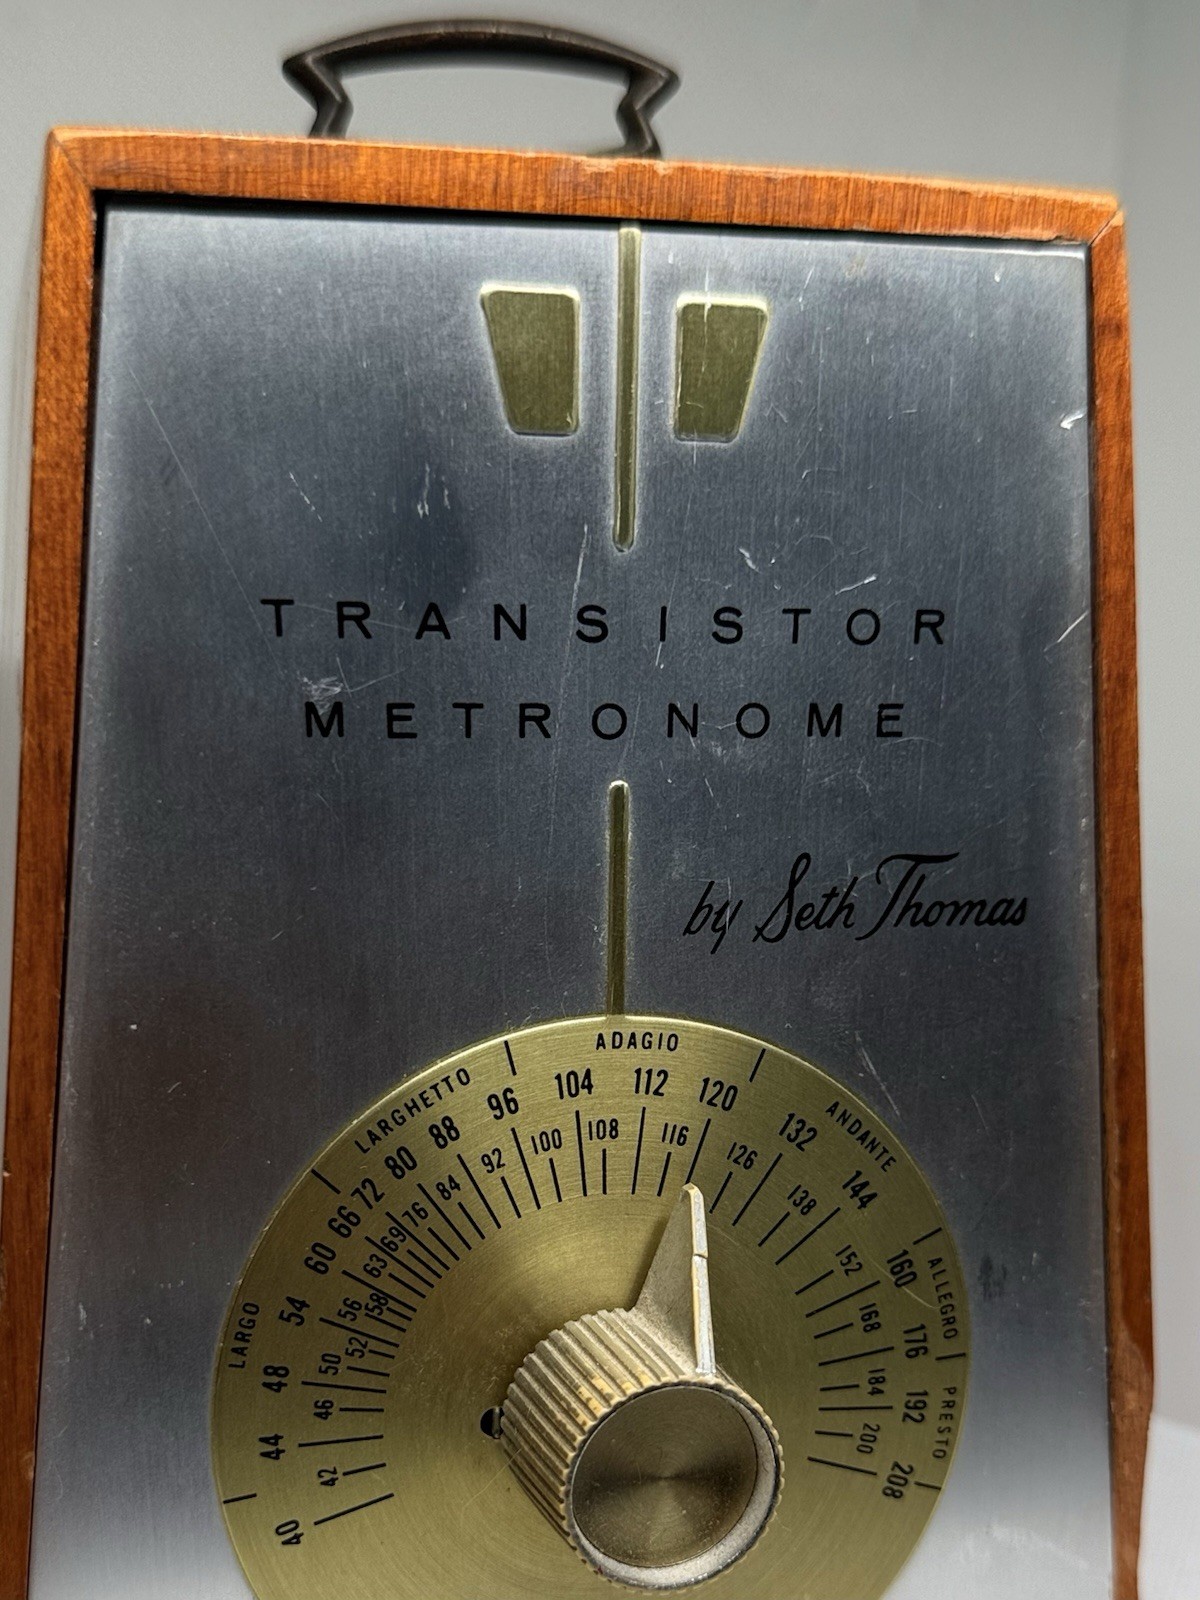 TRANSISTOR
METRONOME
by Seth Thomas
LARGO LARGHETTO ADAGIO ANDANTE ALLEGRO PRESTO
40 44 48 54 60 66 72 80 88 96 104 112 120 132 144 160 176 192 208
42 46 50 52 56 58 63 69 76 84 92 100 108 116 126 138 152 168 184 200